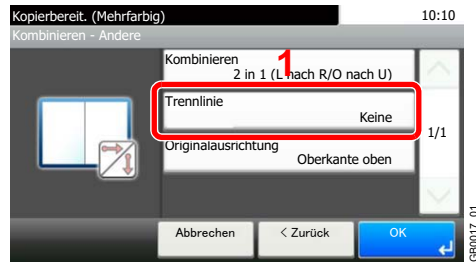 Kopierbereit. (Mehrfarbig)
10:10
Kombinieren - Andere
Kombinieren
2 in 1 (L nach R/O nach U)
1
Trennlinie
Keine
1/1
Originalausrichtung
Oberkante oben
Abbrechen
< Zurück
OK
GB0017_01